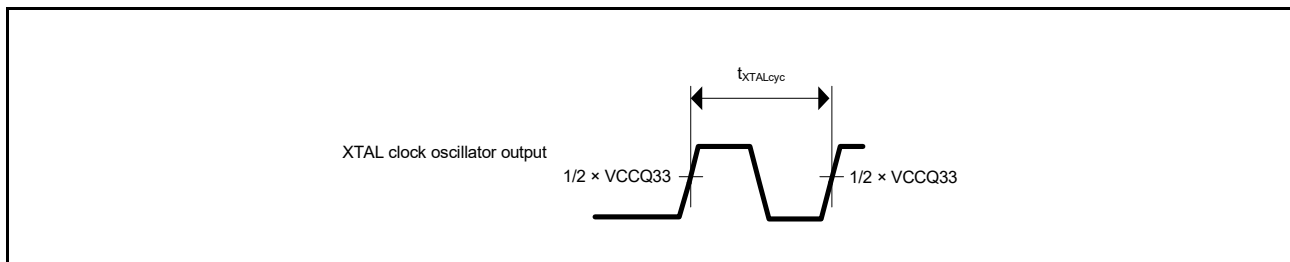 tXTALcyc
XTAL clock oscillator output
1/2 × VCCQ33
1/2 × VCCQ33